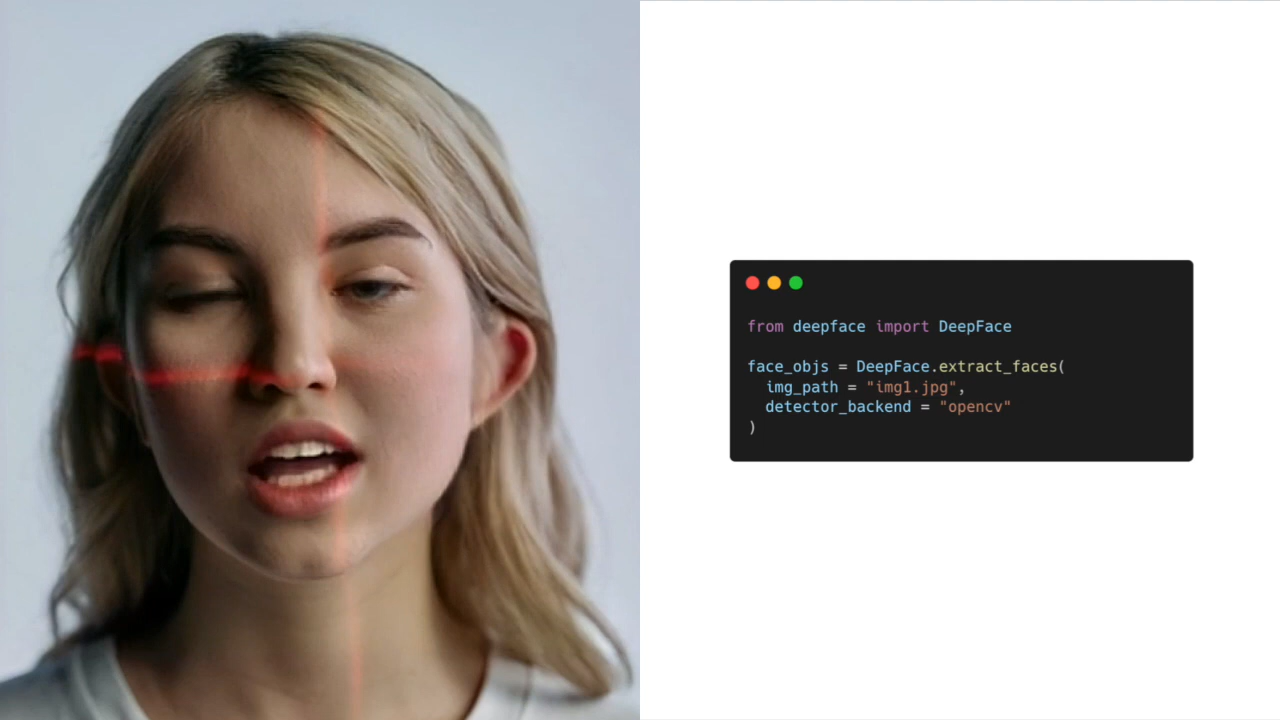 from deepface import DeepFace
face_objs = DeepFace.extract_faces(
  img_path = "img1.jpg",
  detector_backend = "opencv"
)